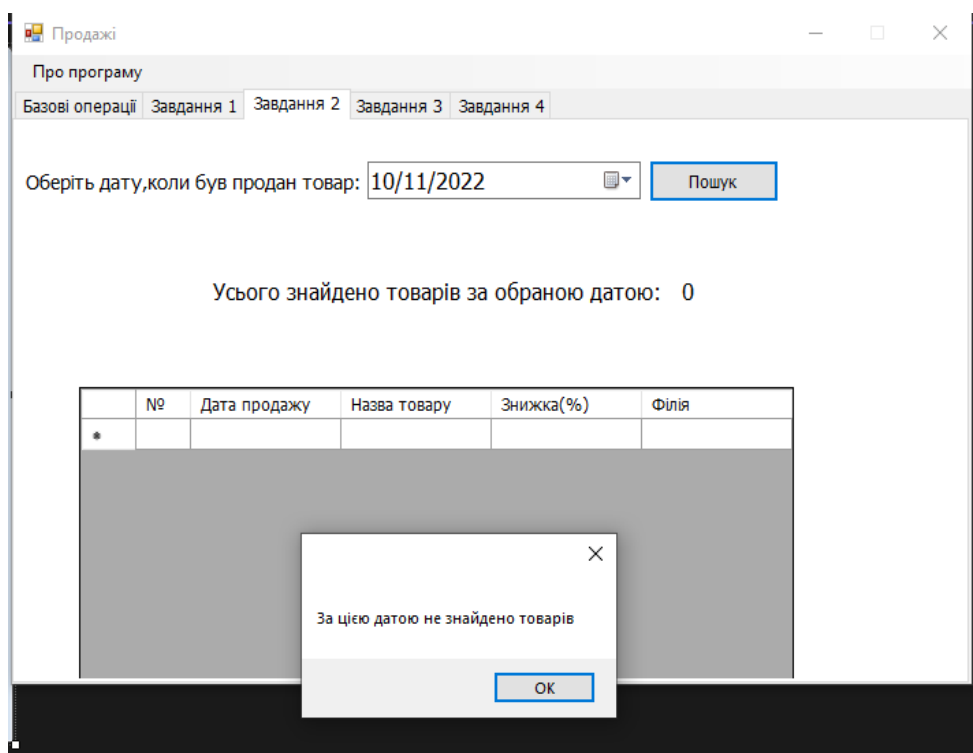 Продажі
Про програму
Базові операції Завдання 1 Завдання 2 Завдання 3 Завдання 4
Оберіть дату,коли був продан товар: 10/11/2022 Пошук
Усього знайдено товарів за обраною датою: 0
№ Дата продажу Назва товару Знижка(%) Філія
За цією датою не знайдено товарів
OK